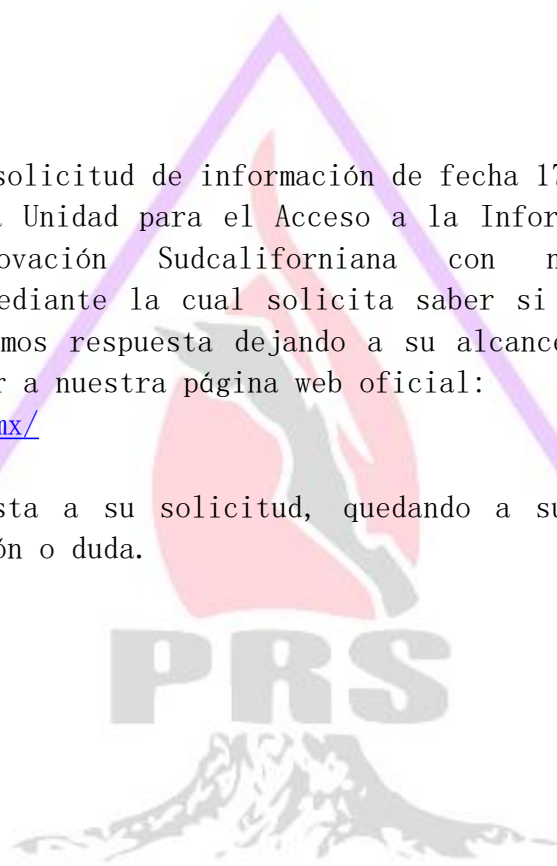 solicitud de información de fecha 17
Unidad para el Acceso a la Infor
ovación Sudcaliforniana con n
ediante la cual solicita saber si
mos respuesta dejando a su alcance
r a nuestra página web oficial:
mx/
sta a su solicitud, quedando a su
ón o duda.
PRS